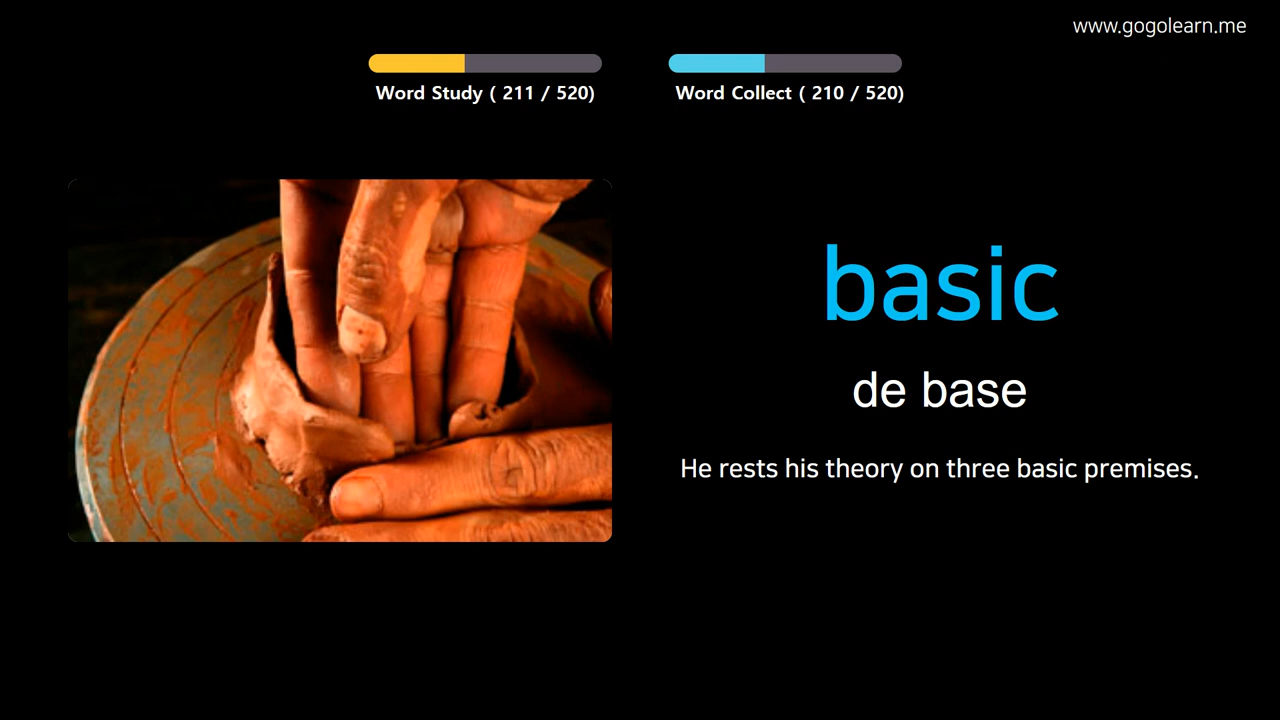 www.gogolearn.me
Word Study ( 211 / 520)
Word Collect ( 210 / 520)
basic
de base
He rests his theory on three basic premises.